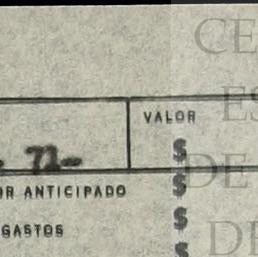 CE
VALOR
ES
71-
$
$
DE
OR ANTICIPADO
$
GASTOS
DE
$